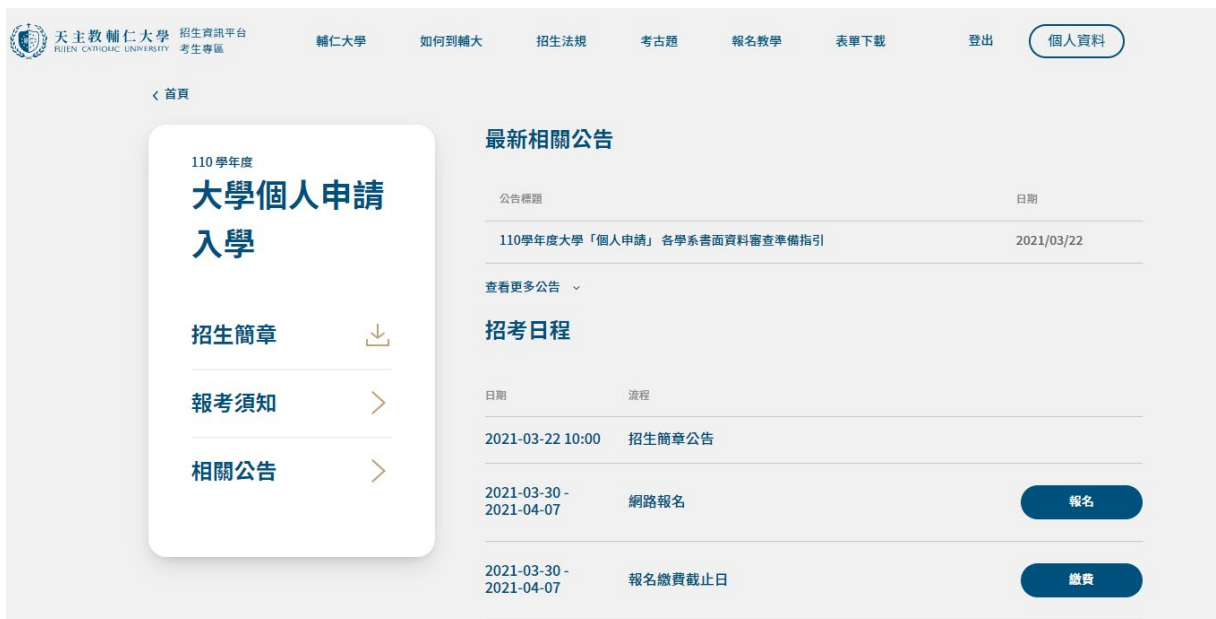 天主教輔仁大學
FUJEN CATHOLIC UNIVERSITY
招生資訊平台
考生專區
輔仁大學
如何到輔大
招生法規
考古題
報名教學
表單下載
登出
個人資料
首頁
110 學年度
大學個人申請
入學
招生簡章
報考須知
相關公告
最新相關公告
公告標題 日期
110學年度大學「個人申請」 各學系書面資料審查準備指引 2021/03/22
查看更多公告
招考日程
日期 流程
2021-03-22 10:00 招生簡章公告
2021-03-30 -
2021-04-07 網路報名 報名
2021-03-30 -
2021-04-07 報名繳費截止日 繳費